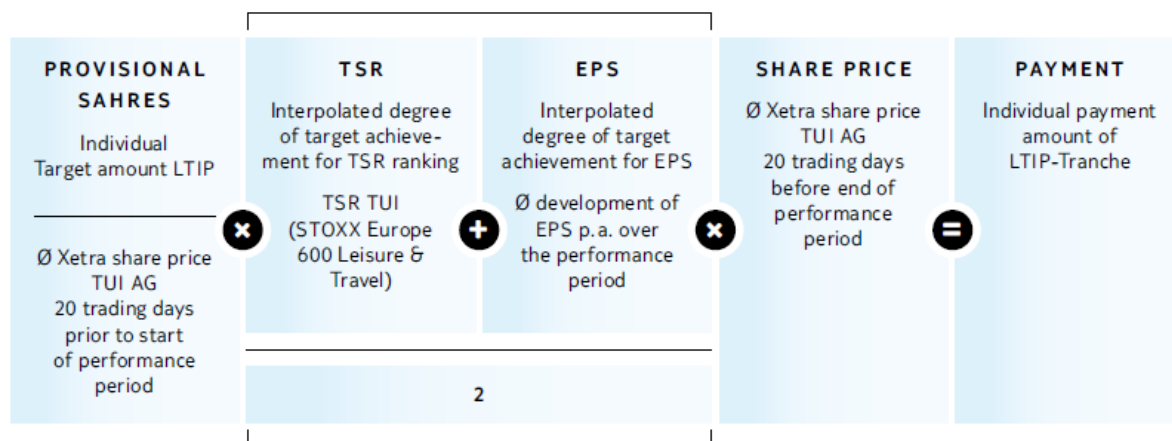 PROVISIONAL
SAHRES
Individual
Target amount LTIP
Ø Xetra share price
TUI AG
20 trading days
prior to start
of performance
period
×
TSR
Interpolated degree
of target achieve-
ment for TSR ranking
TSR TUI
(STOXX Europe
600 Leisure &
Travel)
+
EPS
Interpolated
degree of target
achievement for EPS
Ø development of
EPS p. a. over
the performance
period
2
×
SHARE PRICE
Ø Xetra share price
TUI AG
20 trading days
before end of
performance
period
=
PAYMENT
Individual payment
amount of
LTIP-Tranche